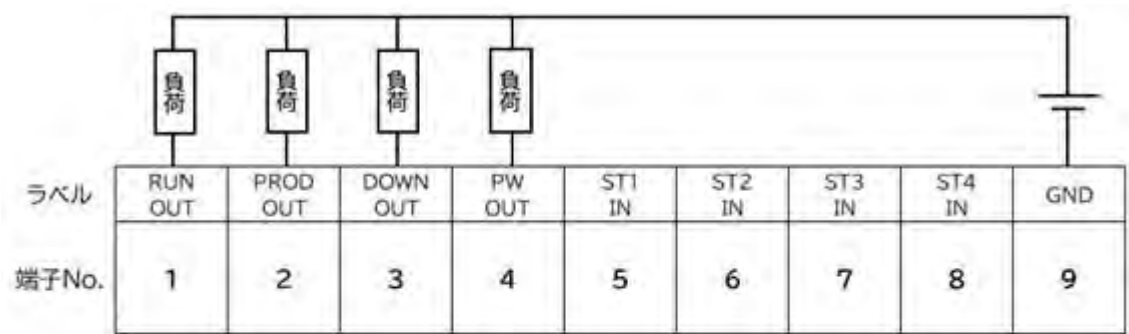 負荷 負荷 負荷 負荷
ラベル RUN OUT PROD OUT DOWN OUT PW OUT ST1 IN ST2 IN ST3 IN ST4 IN GND
端子No. 1 2 3 4 5 6 7 8 9